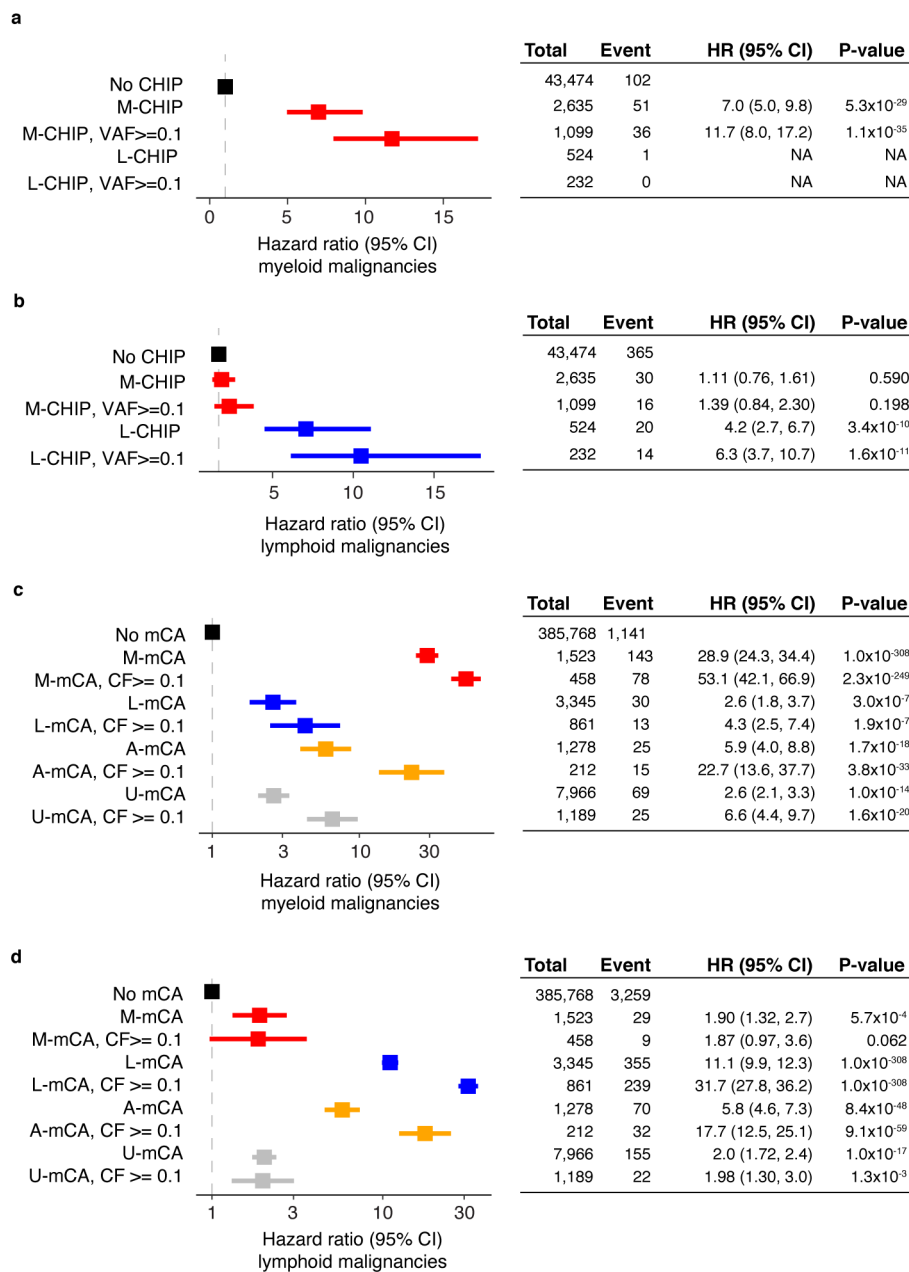 a
Total Event HR (95% CI) P-value
No CHIP 43,474 102
M-CHIP 2,635 51 7.0 (5.0, 9.8) 5.3x10⁻²⁹
M-CHIP, VAF>=0.1 1,099 36 11.7 (8.0, 17.2) 1.1x10⁻³⁵
L-CHIP 524 1 NA NA
L-CHIP, VAF>=0.1 232 0 NA NA
0 5 10 15
Hazard ratio (95% CI)
myeloid malignancies
b
Total Event HR (95% CI) P-value
No CHIP 43,474 365
M-CHIP 2,635 30 1.11 (0.76, 1.61) 0.590
M-CHIP, VAF>=0.1 1,099 16 1.39 (0.84, 2.30) 0.198
L-CHIP 524 20 4.2 (2.7, 6.7) 3.4x10⁻¹⁰
L-CHIP, VAF>=0.1 232 14 6.3 (3.7, 10.7) 1.6x10⁻¹¹
5 10 15
Hazard ratio (95% CI)
lymphoid malignancies
c
Total Event HR (95% CI) P-value
No mCA 385,768 1,141
M-mCA 1,523 143 28.9 (24.3, 34.4) 1.0x10⁻³⁰⁸
M-mCA, CF>= 0.1 458 78 53.1 (42.1, 66.9) 2.3x10⁻²⁴⁹
L-mCA 3,345 30 2.6 (1.8, 3.7) 3.0x10⁻⁷
L-mCA, CF >= 0.1 861 13 4.3 (2.5, 7.4) 1.9x10⁻⁷
A-mCA 1,278 25 5.9 (4.0, 8.8) 1.7x10⁻¹⁸
A-mCA, CF >= 0.1 212 15 22.7 (13.6, 37.7) 3.8x10⁻³³
U-mCA 7,966 69 2.6 (2.1, 3.3) 1.0x10⁻¹⁴
U-mCA, CF >= 0.1 1,189 25 6.6 (4.4, 9.7) 1.6x10⁻²⁰
1 3 10 30
Hazard ratio (95% CI)
myeloid malignancies
d
Total Event HR (95% CI) P-value
No mCA 385,768 3,259
M-mCA 1,523 29 1.90 (1.32, 2.7) 5.7x10⁻⁴
M-mCA, CF>= 0.1 458 9 1.87 (0.97, 3.6) 0.062
L-mCA 3,345 355 11.1 (9.9, 12.3) 1.0x10⁻³⁰⁸
L-mCA, CF >= 0.1 861 239 31.7 (27.8, 36.2) 1.0x10⁻³⁰⁸
A-mCA 1,278 70 5.8 (4.6, 7.3) 8.4x10⁻⁴⁸
A-mCA, CF >= 0.1 212 32 17.7 (12.5, 25.1) 9.1x10⁻⁵⁹
U-mCA 7,966 155 2.0 (1.72, 2.4) 1.0x10⁻¹⁷
U-mCA, CF >= 0.1 1,189 22 1.98 (1.30, 3.0) 1.3x10⁻³
1 3 10 30
Hazard ratio (95% CI)
lymphoid malignancies